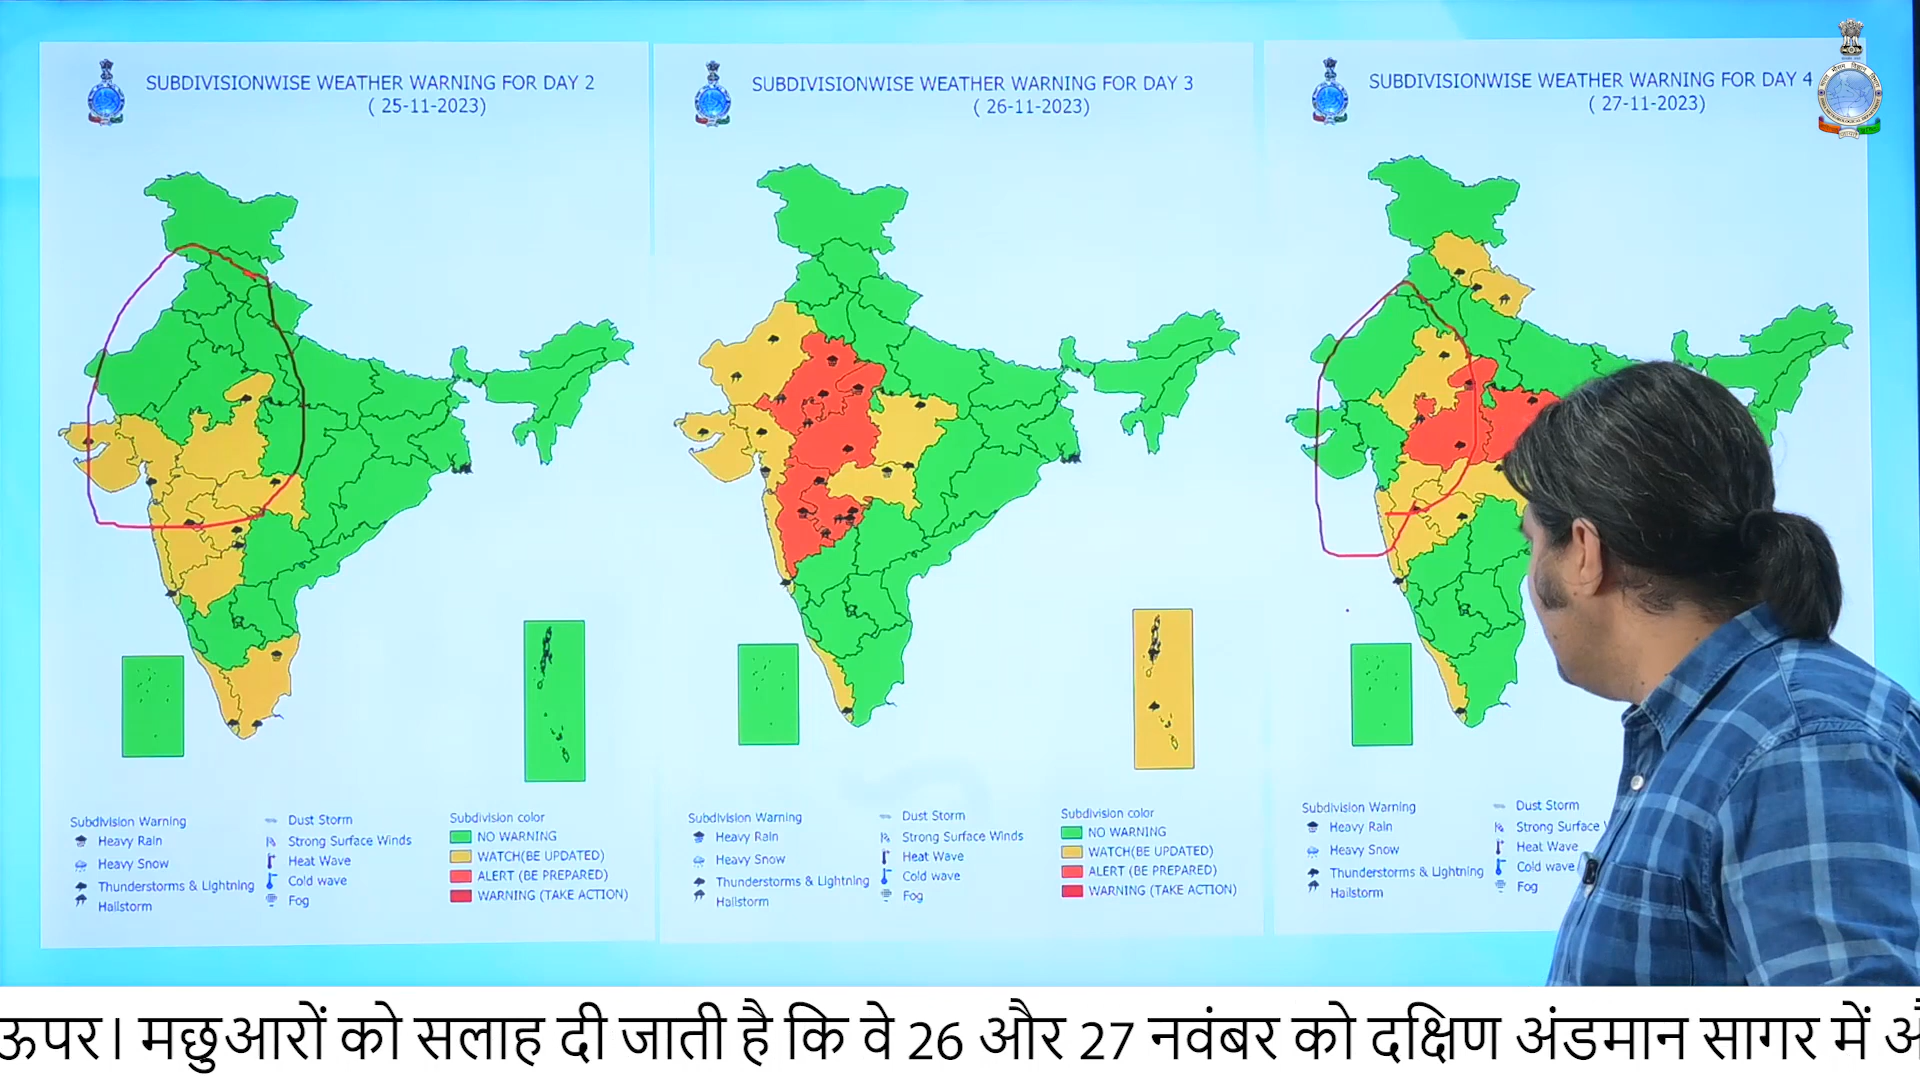 SUBDIVISIONWISE WEATHER WARNING FOR DAY 2
( 25-11-2023)
Subdivision Warning
Heavy Rain
Heavy Snow
Thunderstorms & Lightning
Hailstorm
Dust Storm
Strong Surface Winds
Heat Wave
Cold wave
Fog
Subdivision color
NO WARNING
WATCH(BE UPDATED)
ALERT (BE PREPARED)
WARNING (TAKE ACTION)
SUBDIVISIONWISE WEATHER WARNING FOR DAY 3
( 26-11-2023)
Subdivision Warning
Heavy Rain
Heavy Snow
Thunderstorms & Lightning
Hailstorm
Dust Storm
Strong Surface Winds
Heat Wave
Cold wave
Fog
Subdivision color
NO WARNING
WATCH(BE UPDATED)
ALERT (BE PREPARED)
WARNING (TAKE ACTION)
SUBDIVISIONWISE WEATHER WARNING FOR DAY 4
( 27-11-2023)
Subdivision Warning
Heavy Rain
Heavy Snow
Thunderstorms & Lightning
Hailstorm
Dust Storm
Strong Surface
Heat Wave
Cold wave
Fog
ऊपर। मछुआरों को सलाह दी जाती है कि वे 26 और 27 नवंबर को दक्षिण अंडमान सागर में